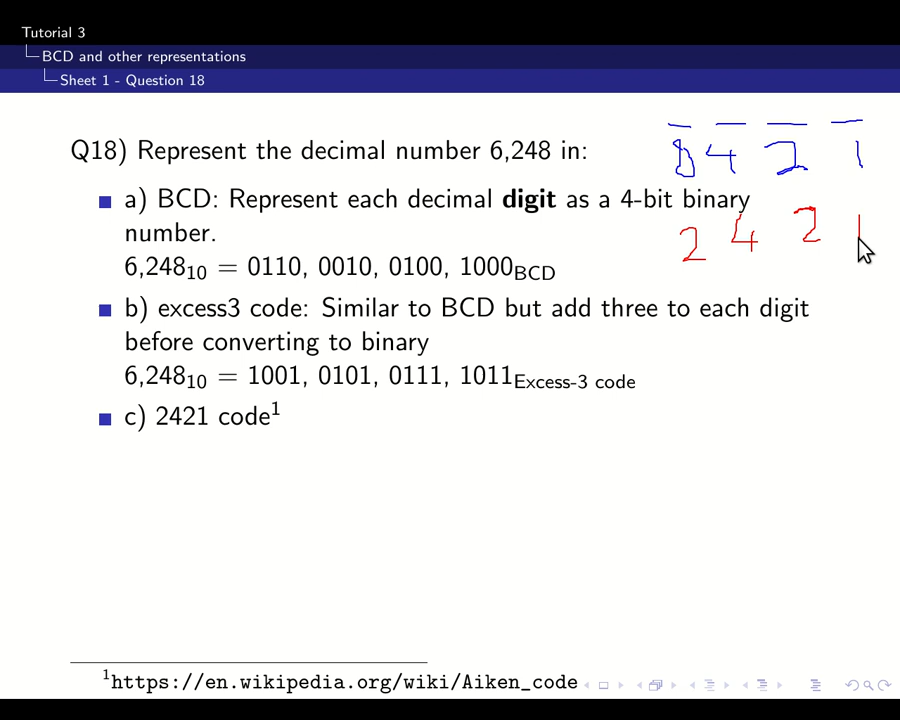 Tutorial 3
BCD and other representations
Sheet 1 - Question 18
Q18) Represent the decimal number 6,248 in:
8 4 2 1
a) BCD: Represent each decimal digit as a 4-bit binary
number.
2 4 2 1
6,248₁₀ = 0110, 0010, 0100, 1000BCD
b) excess3 code: Similar to BCD but add three to each digit
before converting to binary
6,248₁₀ = 1001, 0101, 0111, 1011Excess-3 code
c) 2421 code¹
¹https://en.wikipedia.org/wiki/Aiken_code